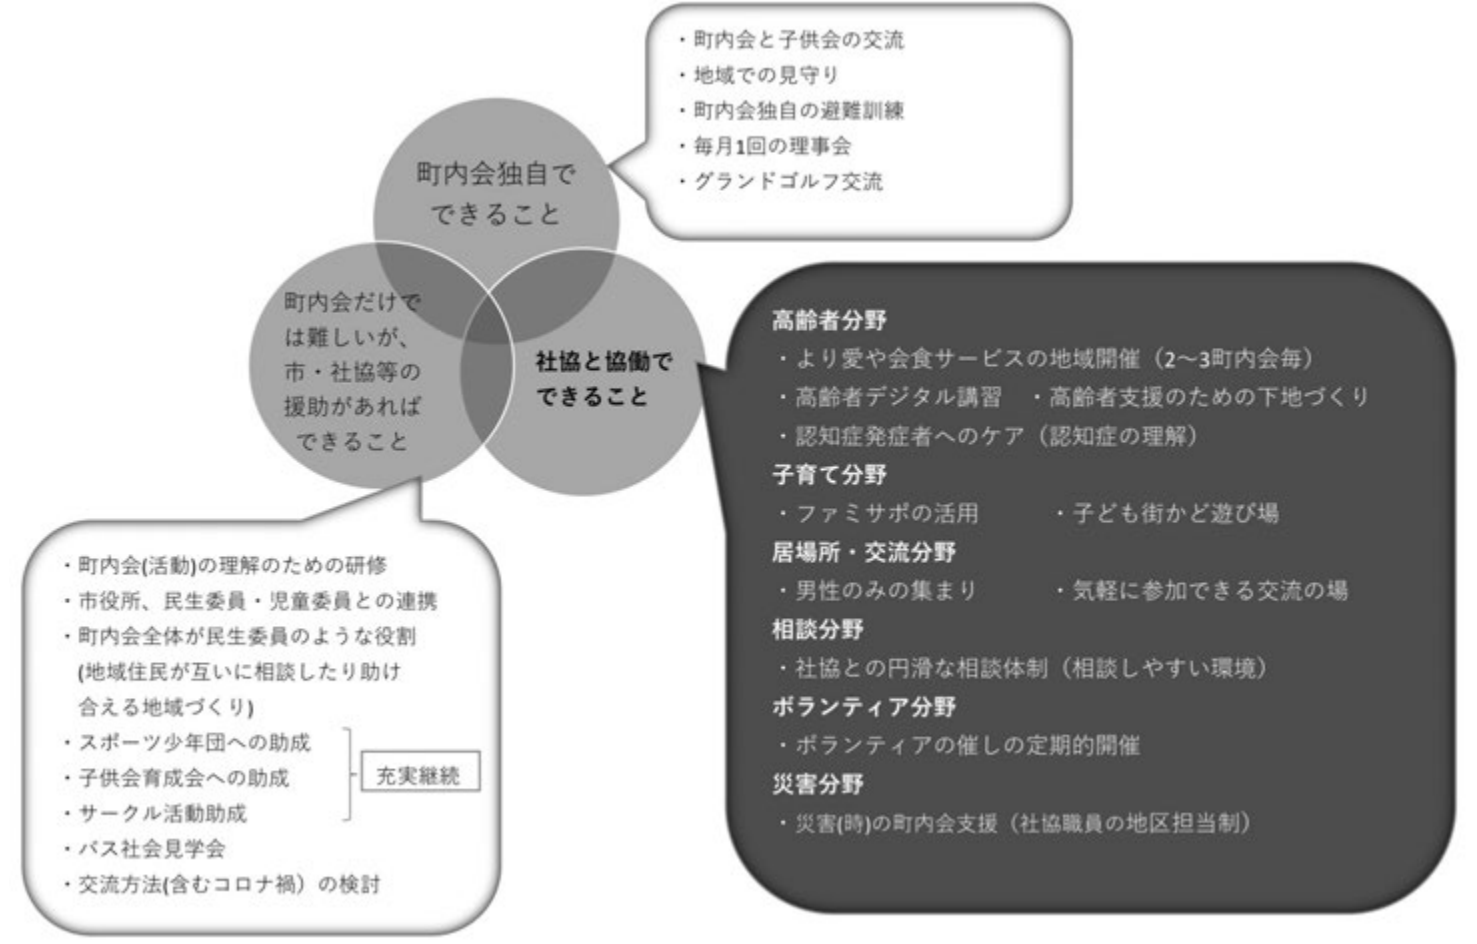 ・町内会と子供会の交流
・地域での見守り
・町内会独自の避難訓練
・毎月1回の理事会
・グランドゴルフ交流
町内会独自で
できること
町内会だけで
は難しいが、
市・社協等の
援助があれば
できること
社協と協働で
できること
高齢者分野
・より愛や会食サービスの地域開催（2～3町内会毎）
・高齢者デジタル講習 ・高齢者支援のための下地づくり
・認知症発症者へのケア（認知症の理解）
子育て分野
・ファミサポの活用 ・子ども街かど遊び場
居場所・交流分野
・男性のみの集まり ・気軽に参加できる交流の場
相談分野
・社協との円滑な相談体制（相談しやすい環境）
ボランティア分野
・ボランティアの催しの定期的開催
災害分野
・災害(時)の町内会支援（社協職員の地区担当制）
・町内会(活動)の理解のための研修
・市役所、民生委員・児童委員との連携
・町内会全体が民生委員のような役割
(地域住民が互いに相談したり助け
合える地域づくり)
・スポーツ少年団への助成
・子供会育成会への助成
・サークル活動助成
充実継続
・バス社会見学会
・交流方法(含むコロナ禍）の検討